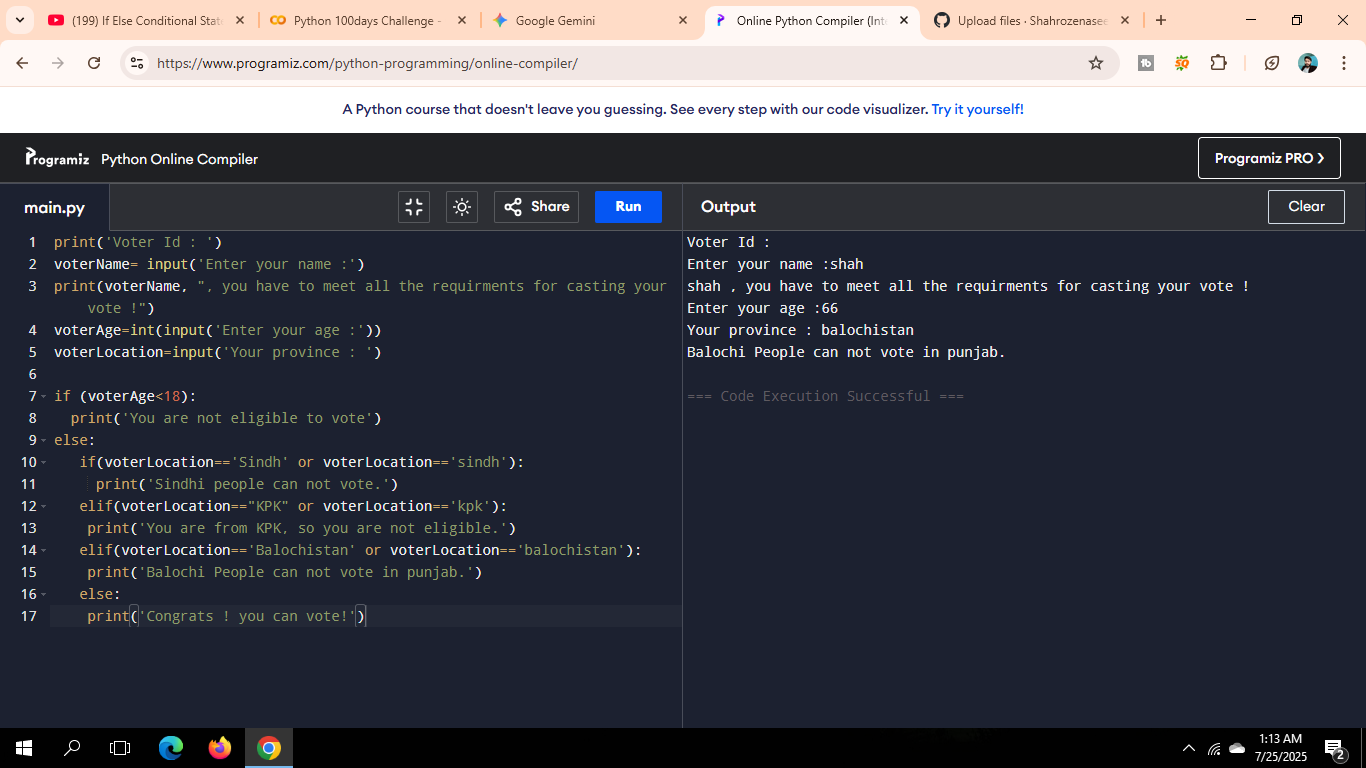 (199) If Else Conditional Stat
Python 100days Challenge -
Google Gemini
Online Python Compiler (Int
Upload files · Shahrozenasee
https://www.programiz.com/python-programming/online-compiler/
A Python course that doesn't leave you guessing. See every step with our code visualizer. Try it yourself!
Programiz Python Online Compiler
Programiz PRO ❯
main.py
Share
Run
Output
Clear
1 print('Voter Id : ')
2 voterName= input('Enter your name :')
3 print(voterName, ", you have to meet all the requirments for casting your
vote !")
4 voterAge=int(input('Enter your age :'))
5 voterLocation=input('Your province : ')
6
7 if (voterAge<18):
8 print('You are not eligible to vote')
9 else:
10 if(voterLocation=='Sindh' or voterLocation=='sindh'):
11 print('Sindhi people can not vote.')
12 elif(voterLocation=="KPK" or voterLocation=='kpk'):
13 print('You are from KPK, so you are not eligible.')
14 elif(voterLocation=='Balochistan' or voterLocation=='balochistan'):
15 print('Balochi People can not vote in punjab.')
16 else:
17 print('Congrats ! you can vote!')
Voter Id :
Enter your name :shah
shah , you have to meet all the requirments for casting your vote !
Enter your age :66
Your province : balochistan
Balochi People can not vote in punjab.
=== Code Execution Successful ===
1:13 AM
7/25/2025
2